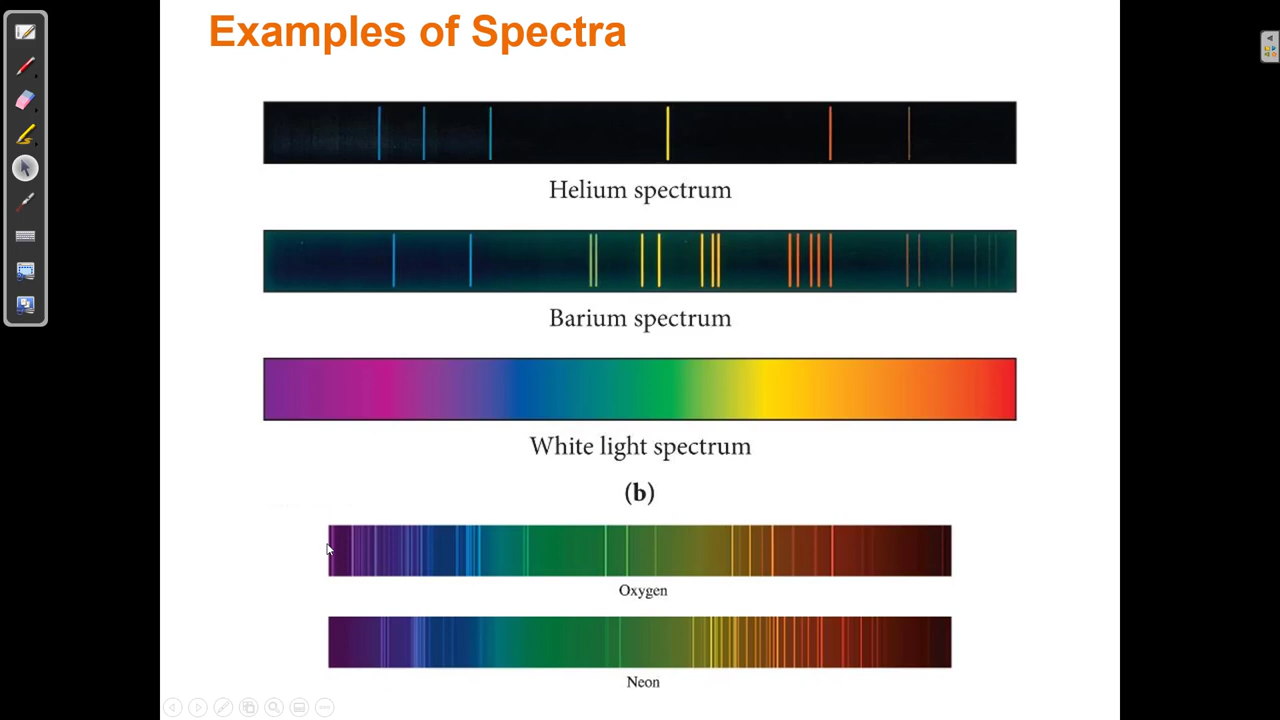 Examples of Spectra
Helium spectrum
Barium spectrum
White light spectrum
(b)
Oxygen
Neon